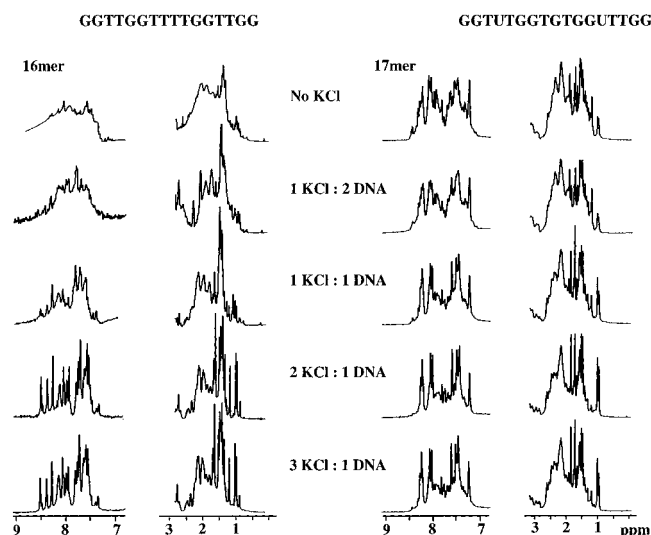 GGTTGGTTTTGGTTGG GGTUTGGTGTGGUTTGG
16mer 17mer
No KCl
1 KCl : 2 DNA
1 KCl : 1 DNA
2 KCl : 1 DNA
3 KCl : 1 DNA
9 8 7 3 2 1 9 8 7 3 2 1 ppm